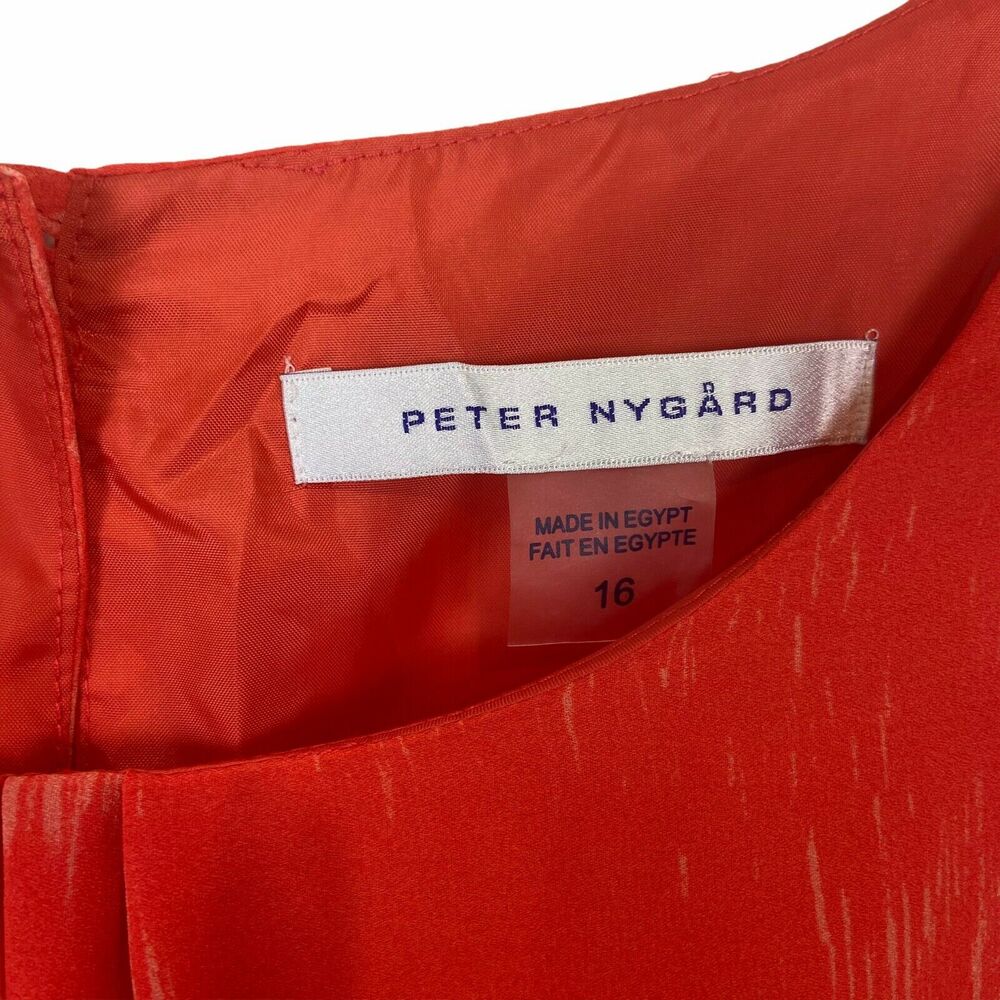 PETER NYGÅRD
MADE IN EGYPT
FAIT EN EGYPTE
16